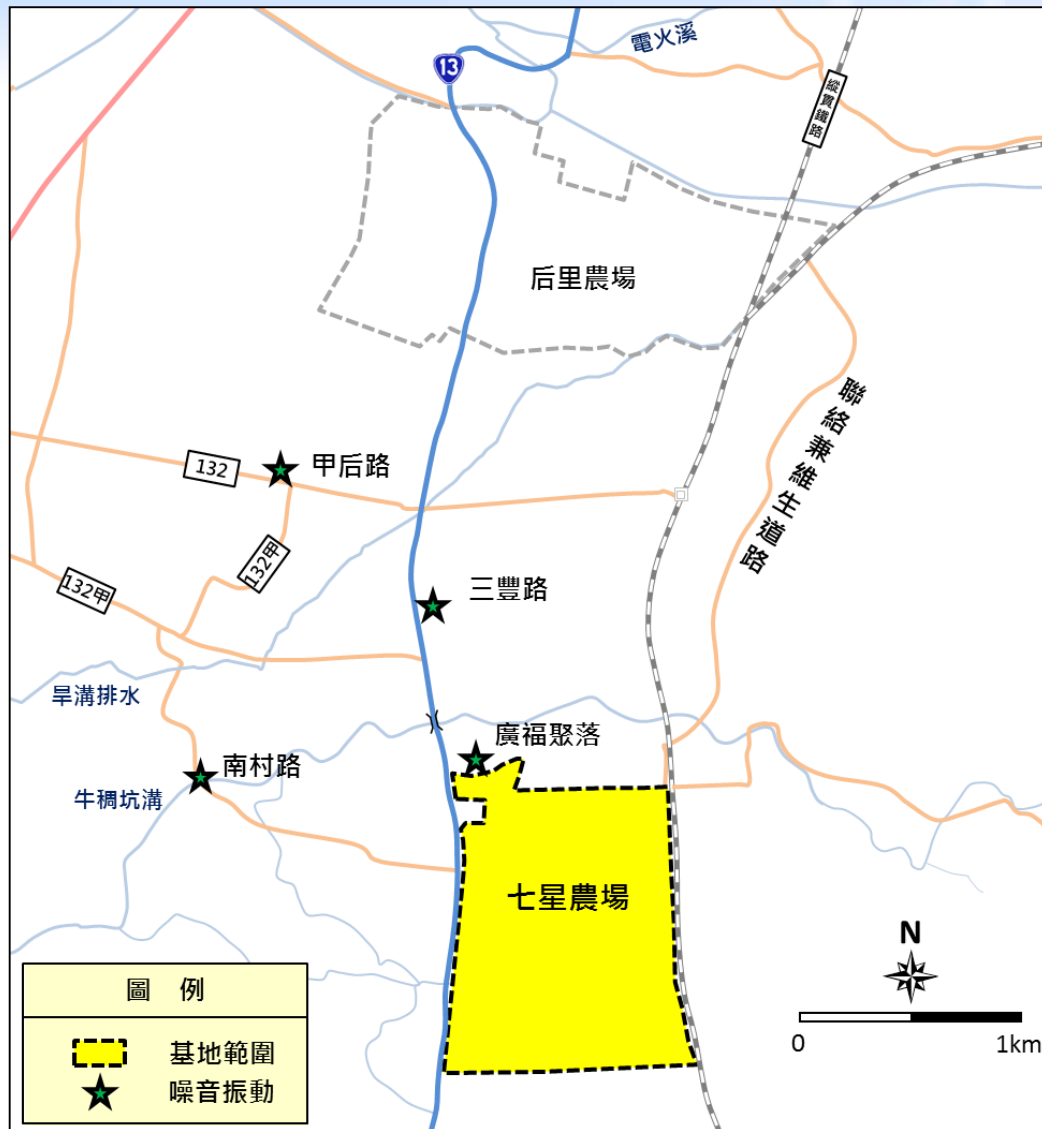 電火溪
13
縱貫鐵路
后里農場
聯絡兼維生道路
132
甲后路
132甲
132甲
三豐路
旱溝排水
廣福聚落
南村路
牛稠坑溝
七星農場
N
0
1km
圖 例
基地範圍
噪音振動